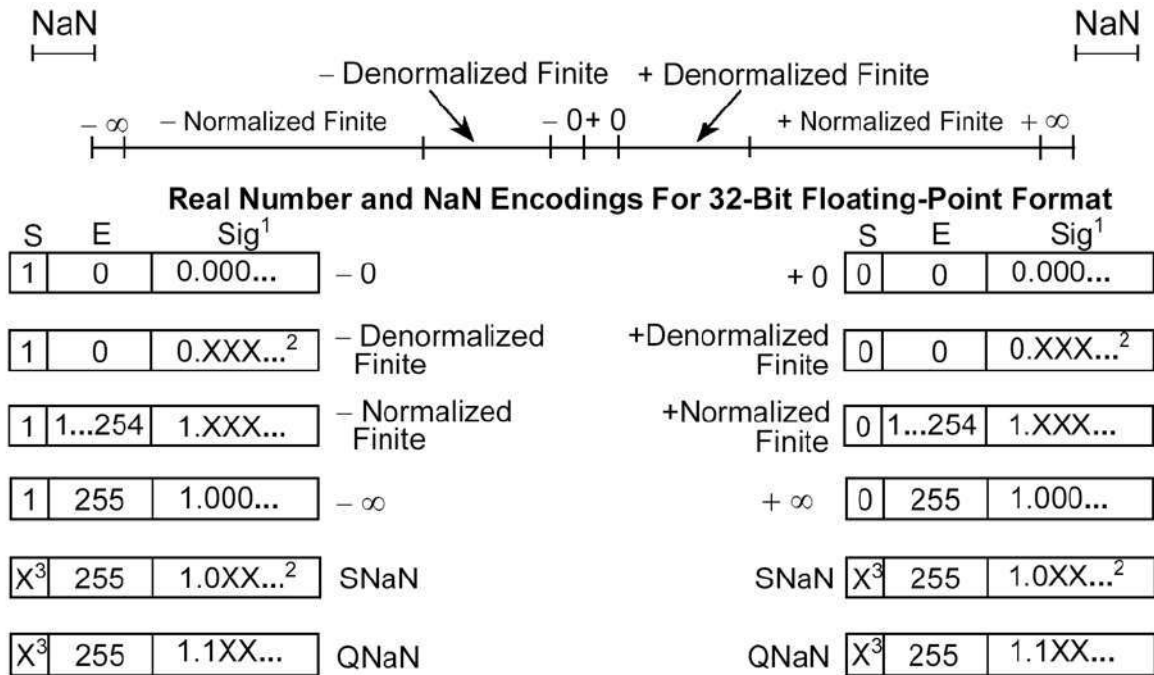 NaN NaN
– Denormalized Finite + Denormalized Finite
– ∞ – Normalized Finite – 0 + 0 + Normalized Finite + ∞
Real Number and NaN Encodings For 32-Bit Floating-Point Format
S E Sig¹ S E Sig¹
1 0 0.000... – 0 + 0 0 0 0.000...
1 0 0.XXX...² – Denormalized Finite +Denormalized Finite 0 0 0.XXX...²
1 1...254 1.XXX... – Normalized Finite +Normalized Finite 0 1...254 1.XXX...
1 255 1.000... – ∞ + ∞ 0 255 1.000...
X³ 255 1.0XX...² SNaN SNaN X³ 255 1.0XX...²
X³ 255 1.1XX... QNaN QNaN X³ 255 1.1XX...